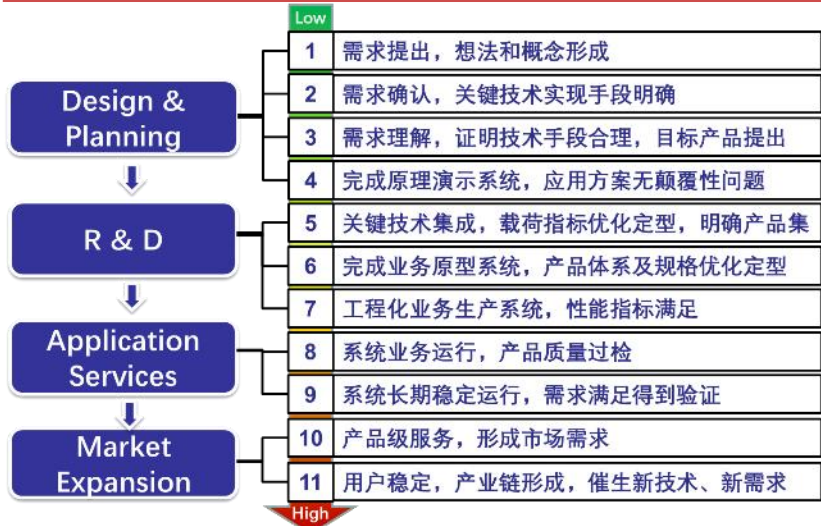 Low
1 需求提出，想法和概念形成
2 需求确认，关键技术实现手段明确
Design &
Planning
3 需求理解，证明技术手段合理，目标产品提出
4 完成原理演示系统，应用方案无颠覆性问题
R & D
5 关键技术集成，载荷指标优化定型，明确产品集
6 完成业务原型系统，产品体系及规格优化定型
7 工程化业务生产系统，性能指标满足
Application
Services
8 系统业务运行，产品质量过检
9 系统长期稳定运行，需求满足得到验证
Market
Expansion
10 产品级服务，形成市场需求
11 用户稳定，产业链形成，催生新技术、新需求
High